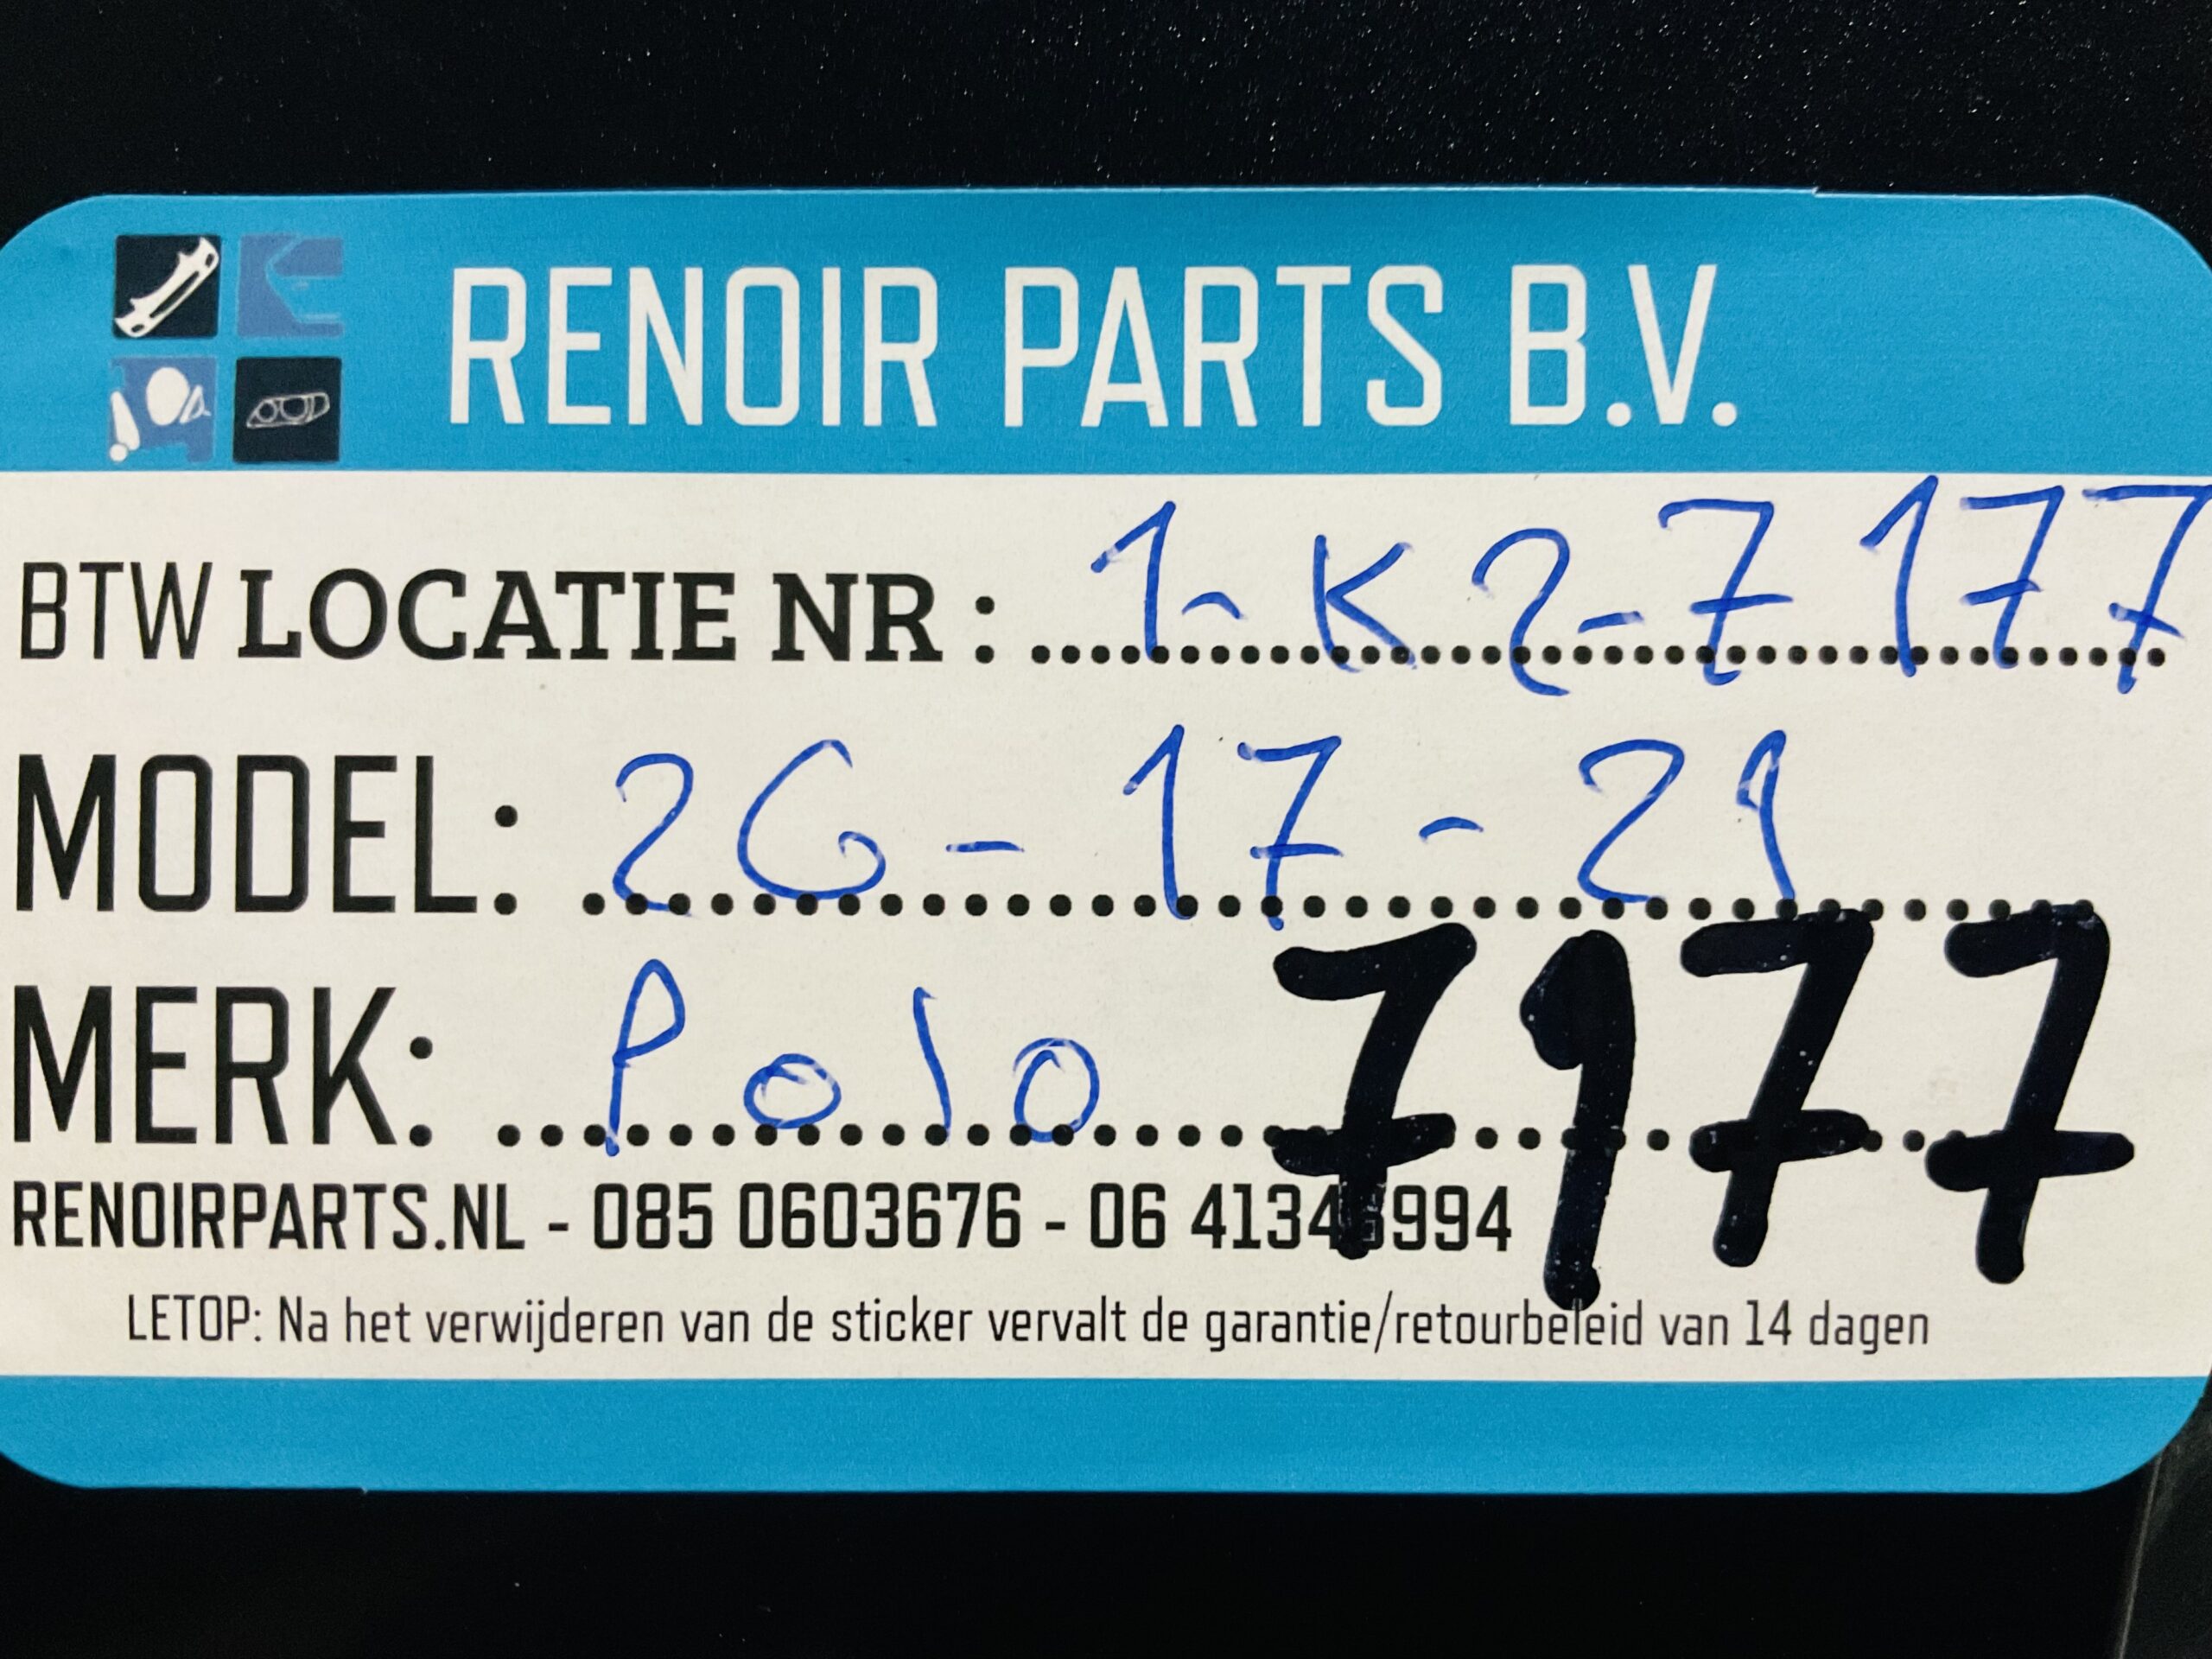 RENOIR PARTS B.V.
BTW LOCATIE NR : 1-K2-7177
MODEL: 2G-17-21
MERK: Polo 7177
RENOIRPARTS.NL - 085 0603676 - 06
LETOP: Na het verwijderen van de sticker vervalt de garantie/retourbeleid van 14 dagen